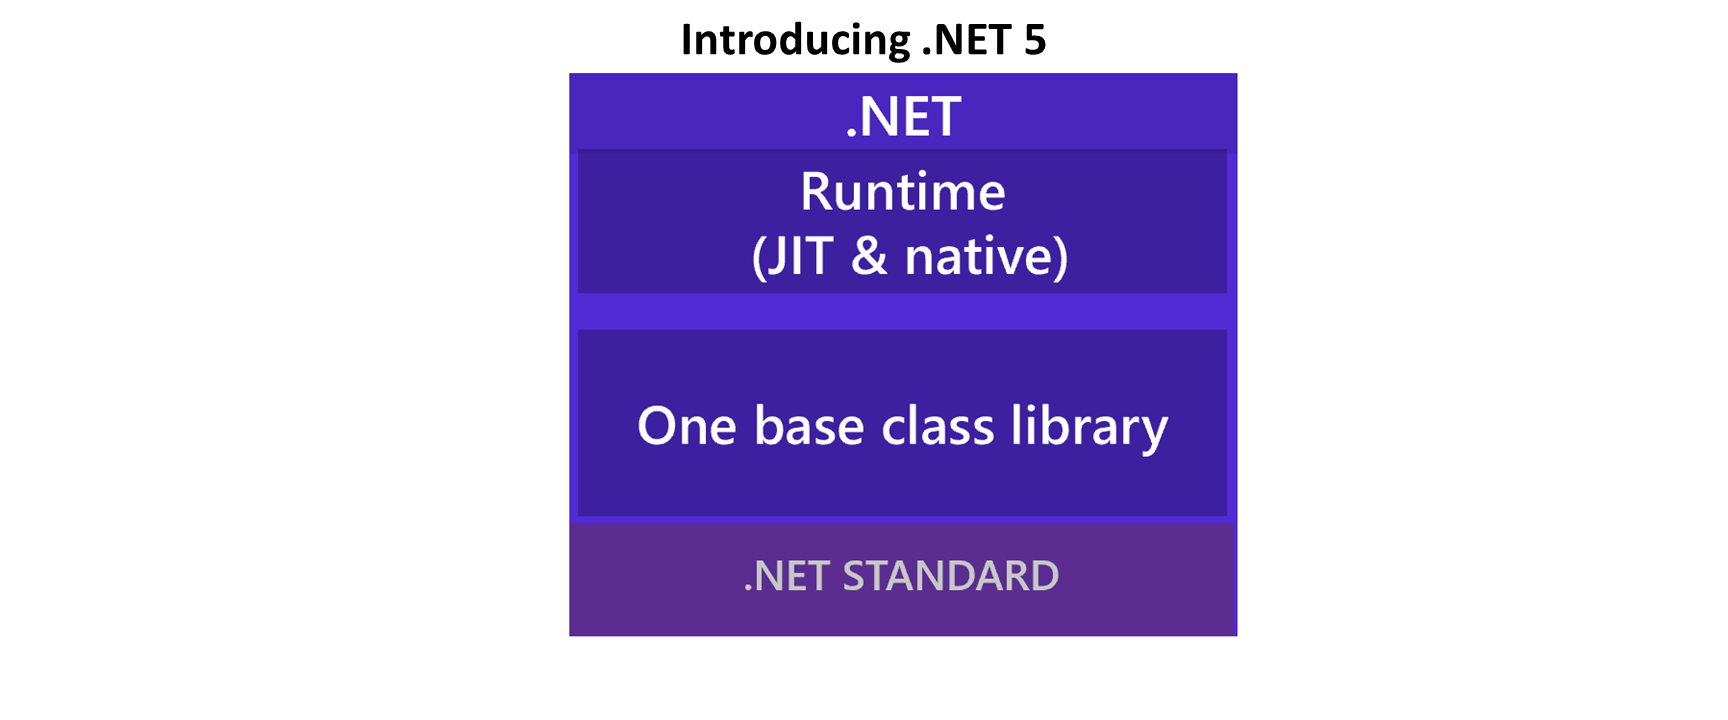 Introducing .NET 5
.NET
Runtime
(JIT & native)
One base class library
.NET STANDARD